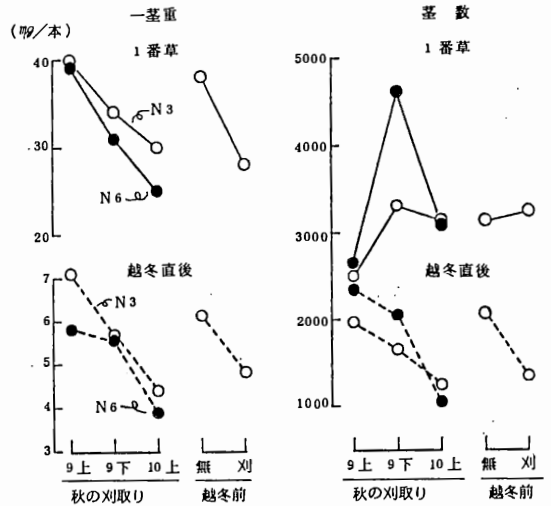 一茎重
(mg/本)
1番草
40
30
20
N3
N6
越冬直後
7
6
5
4
3
N3
N6
9上 9下 10上 無 刈
秋の刈取り 越冬前
茎数
1番草
5000
4000
3000
2000
1000
越冬直後
9上 9下 10上 無 刈
秋の刈取り 越冬前